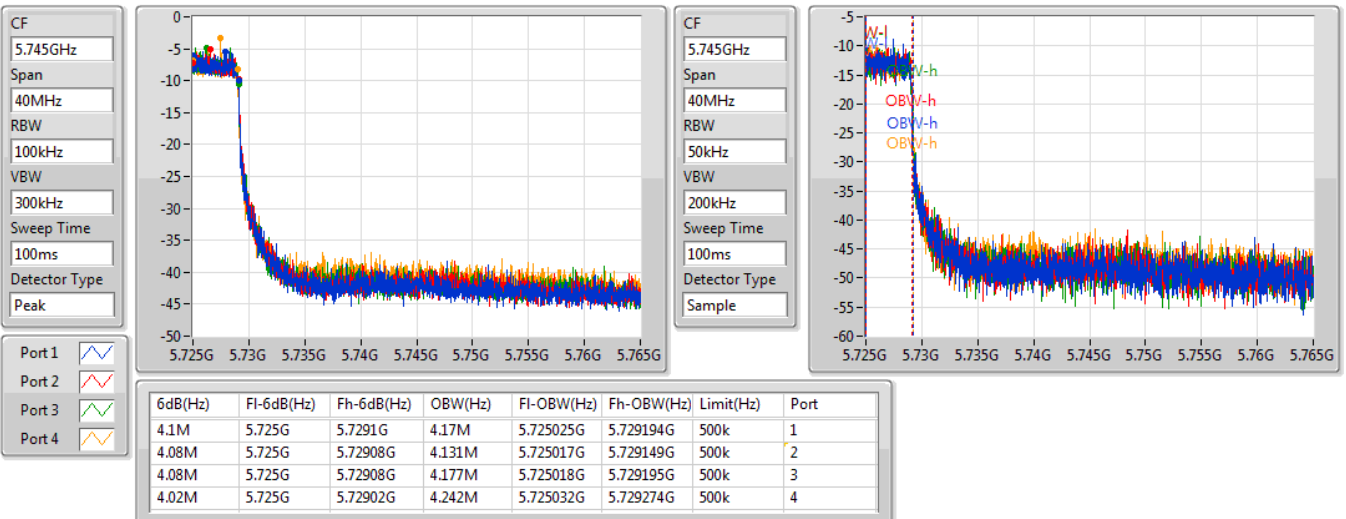 CF
5.745GHz
Span
40MHz
RBW
100kHz
VBW
300kHz
Sweep Time
100ms
Detector Type
Peak
0
-5
-10
-15
-20
-25
-30
-35
-40
-45
-50
5.725G 5.73G 5.735G 5.74G 5.745G 5.75G 5.755G 5.76G 5.765G
CF
5.745GHz
Span
40MHz
RBW
50kHz
VBW
200kHz
Sweep Time
100ms
Detector Type
Sample
-5
-10
-15
-20
-25
-30
-35
-40
-45
-50
-55
-60
OBW-h
OBW-h
OBW-h
OBW-h
5.725G 5.73G 5.735G 5.74G 5.745G 5.75G 5.755G 5.76G 5.765G
Port 1
Port 2
Port 3
Port 4
6dB(Hz) Fl-6dB(Hz) Fh-6dB(Hz) OBW(Hz) Fl-OBW(Hz) Fh-OBW(Hz) Limit(Hz) Port
4.1M 5.725G 5.7291G 4.17M 5.725025G 5.729194G 500k 1
4.08M 5.725G 5.72908G 4.131M 5.725017G 5.729149G 500k 2
4.08M 5.725G 5.72908G 4.177M 5.725018G 5.729195G 500k 3
4.02M 5.725G 5.72902G 4.242M 5.725032G 5.729274G 500k 4